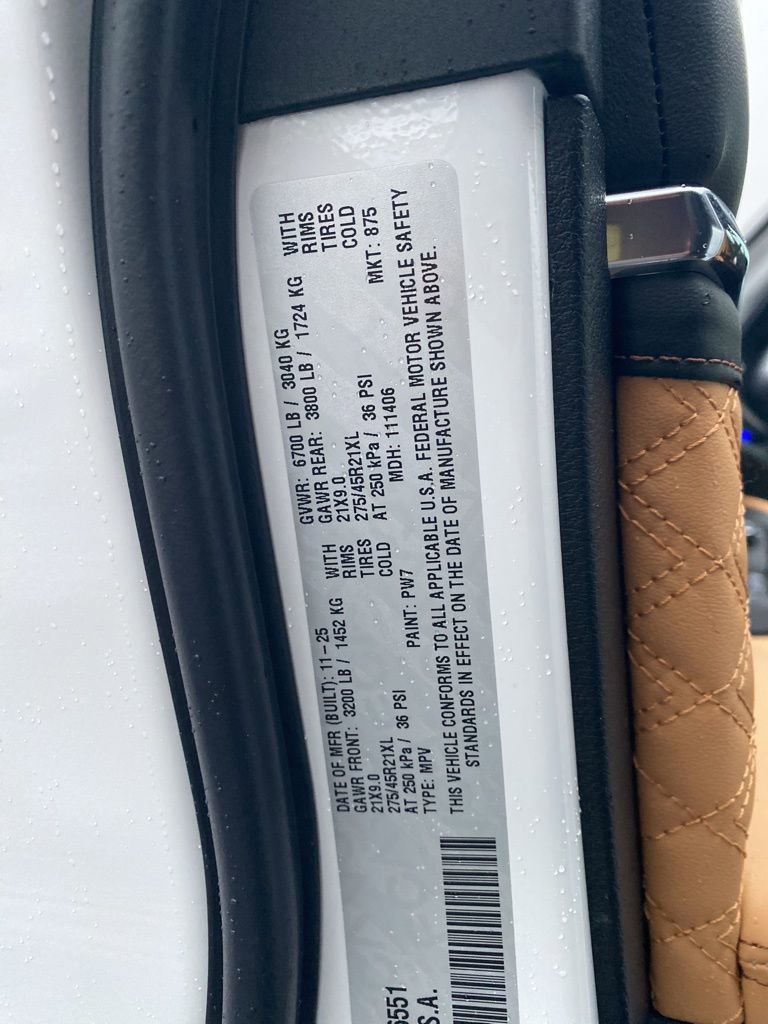 DATE OF MFR (BUILT): 11-25 GVWR: 6700 LB / 3040 KG
GAWR FRONT: 3200 LB / 1452 KG WITH GAWR REAR: 3800 LB / 1724 KG WITH
21X9.0 RIMS 21X9.0 RIMS
275/45R21XL TIRES 275/45R21XL TIRES
AT 250 kPa / 36 PSI COLD AT 250 kPa / 36 PSI COLD
TYPE: MPV PAINT: PW7 MDH: 111406 MKT: 875
THIS VEHICLE CONFORMS TO ALL APPLICABLE U.S.A. FEDERAL MOTOR VEHICLE SAFETY
STANDARDS IN EFFECT ON THE DATE OF MANUFACTURE SHOWN ABOVE.
6551
S.A.